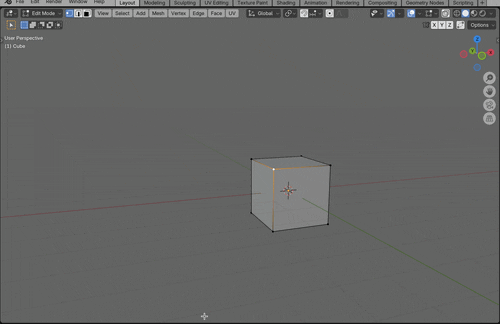 File Edit Render Window Help Layout Modeling Sculpting UV Editing Texture Paint Shading Animation Rendering Compositing Geometry Nodes Scripting
Edit Mode View Select Add Mesh Vertex Edge Face UV Global
X Y Z Options
User Perspective
(1) Cube